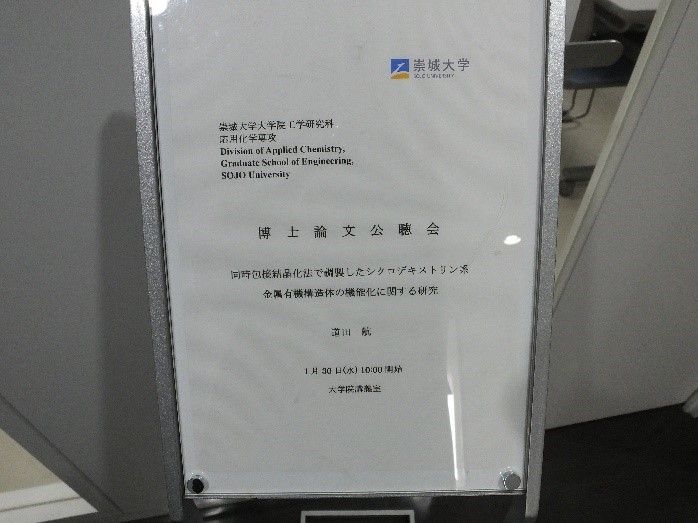 崇城大学
SOJO UNIVERSITY
崇城大学大学院工学研究科
応用化学専攻
Division of Applied Chemistry,
Graduate School of Engineering,
SOJO University
博士論文公聴会
同時包接結晶化法で調製したシクロデキストリン系
金属有機構造体の機能化に関する研究
道田 航
1月30日(水) 10:00開始
大学院講義室